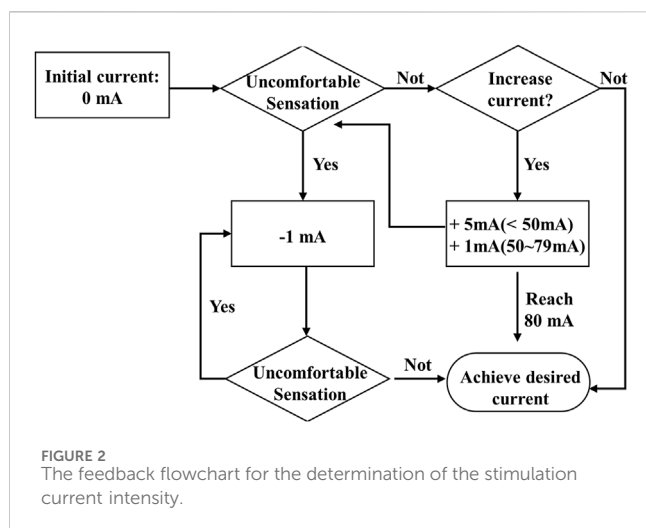 Initial current:
0 mA
Uncomfortable
Sensation
Not
Increase
current?
Not
Yes
Yes
-1 mA
+ 5mA(< 50mA)
+ 1mA(50~79mA)
Yes
Reach
80 mA
Uncomfortable
Sensation
Not
Achieve desired
current
FIGURE 2
The feedback flowchart for the determination of the stimulation
current intensity.